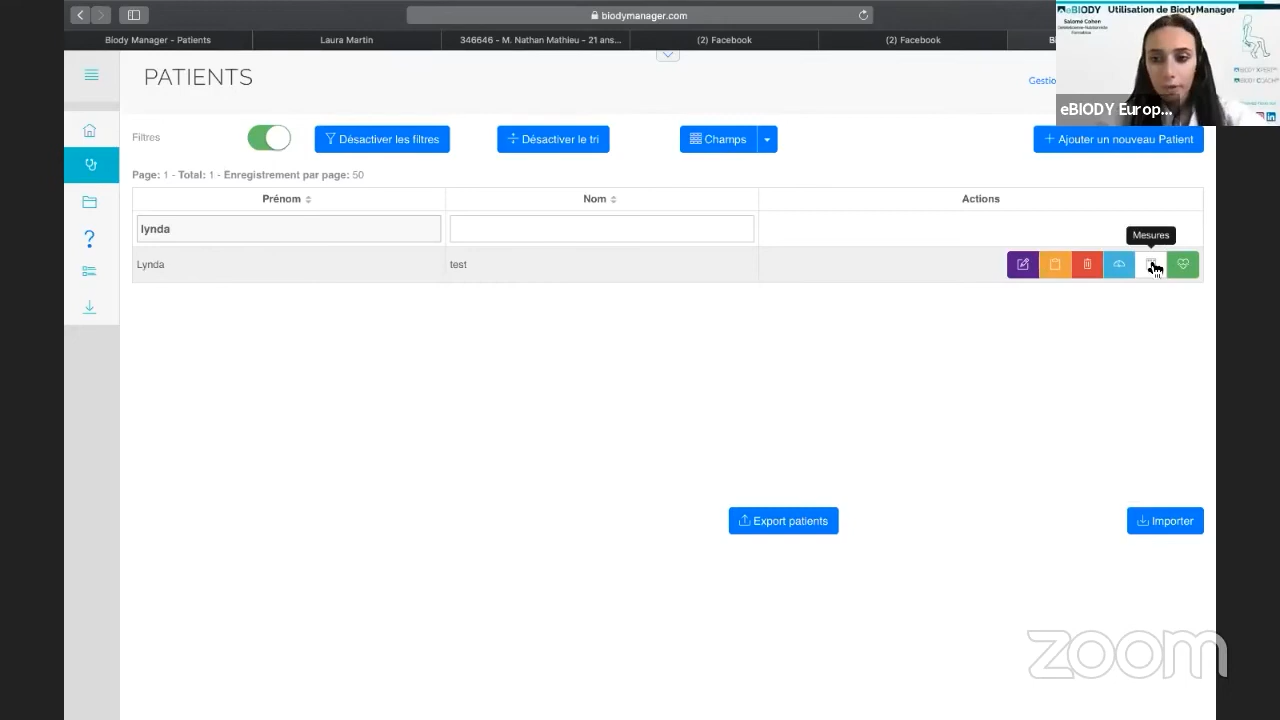 biodymanager.com
Biody Manager - Patients
Laura Martin
346646 - M. Nathan Mathieu - 21 ans...
(2) Facebook
(2) Facebook
eBIODY Utilisation de BiodyManager
Salomé Cohen
eBIODY Europ...
PATIENTS
Gestio
Filtres
Désactiver les filtres
Désactiver le tri
Champs
Ajouter un nouveau Patient
Page: 1 - Total: 1 - Enregistrement par page: 50
Prénom
Nom
Actions
lynda
Mesures
Lynda
test
?
Export patients
Importer
zoom